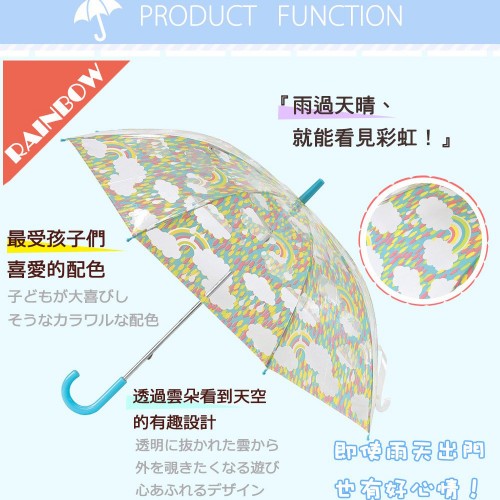 PRODUCT FUNCTION
RAINBOW
『雨過天晴、
就能看見彩虹！』
最受孩子們
喜愛的配色
子どもが大喜びし
そうなカラワルな配色
透過雲朵看到天空
的有趣設計
透明に抜かれた雲から
外を覗きたくなる遊び
心あふれるデザイン
即使雨天出門
也有好心情！